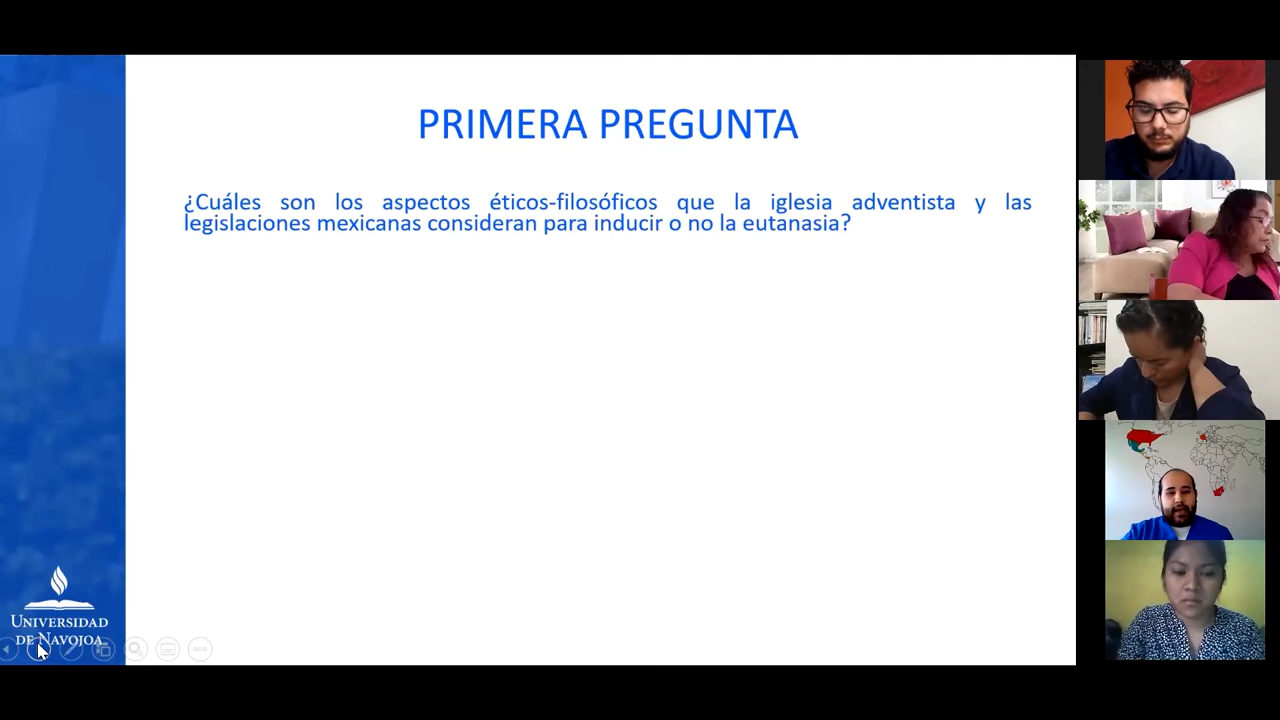 PRIMERA PREGUNTA
¿Cuáles son los aspectos éticos-filosóficos que la iglesia adventista y las
legislaciones mexicanas consideran para inducir o no la eutanasia?
UNIVERSIDAD
DE NAVOJOA